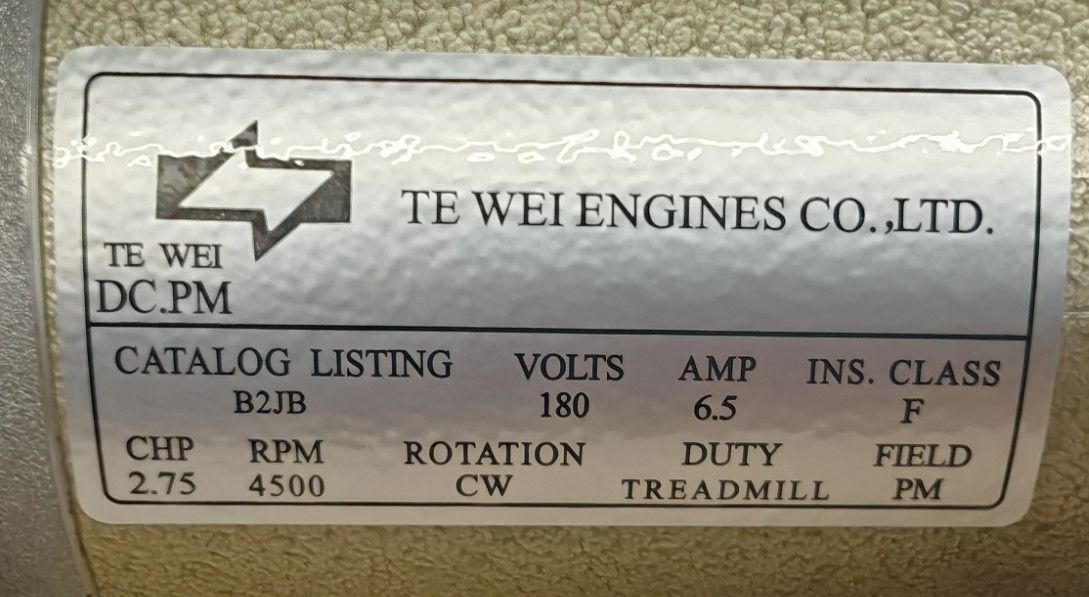 TE WEI ENGINES CO.,LTD.
TE WEI
DC.PM
CATALOG LISTING VOLTS AMP INS. CLASS
B2JB 180 6.5 F
CHP RPM ROTATION DUTY FIELD
2.75 4500 CW TREADMILL PM